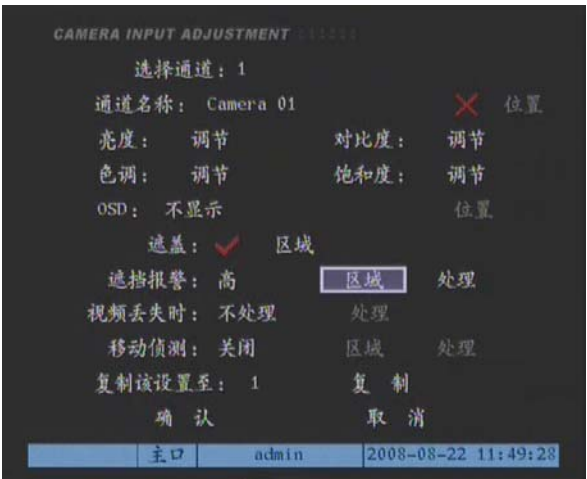 CAMERA INPUT ADJUSTMENT
选择通道: 1
通道名称: Camera 01 位置
亮度: 调节 对比度: 调节
色调: 调节 饱和度: 调节
OSD: 不显示 位置
遮盖: 区域
遮挡报警: 高 区域 处理
视频丢失时: 不处理 处理
移动侦测: 关闭 区域 处理
复制该设置至: 1 复 制
确 认 取 消
主口 admin 2008-08-22 11:49:28